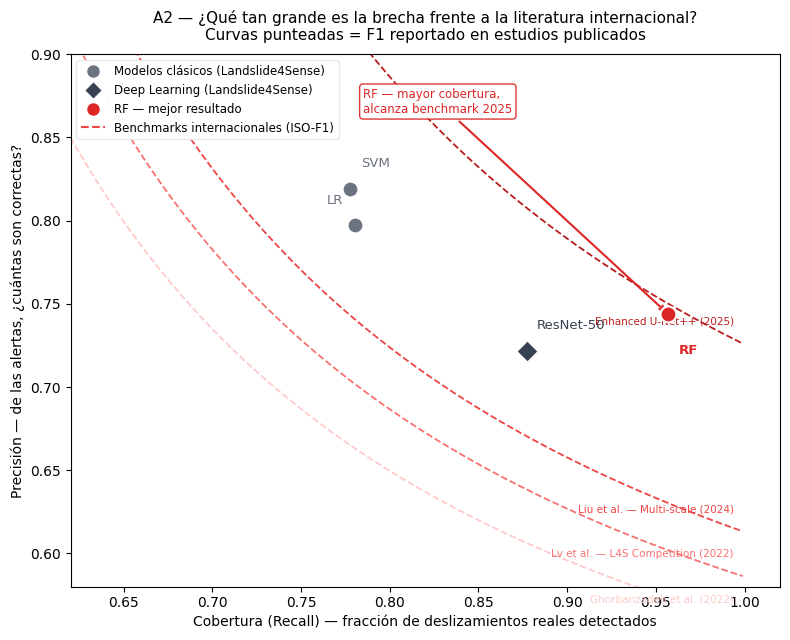 A2 — ¿Qué tan grande es la brecha frente a la literatura internacional?
Curvas punteadas = F1 reportado en estudios publicados
Modelos clásicos (Landslide4Sense)
Deep Learning (Landslide4Sense)
RF — mejor resultado
Benchmarks internacionales (ISO-F1)
RF — mayor cobertura,
alcanza benchmark 2025
SVM
LR
ResNet-50
Enhanced U-Net++ (2025)
RF
Liu et al. — Multi-scale (2024)
Lv et al. — L4S Competition (2022)
Ghorbanzadeh et al. (2022)
0.90
0.85
0.80
0.75
0.70
0.65
0.60
Precisión — de las alertas, ¿cuántas son correctas?
0.65
0.70
0.75
0.80
0.85
0.90
0.95
1.00
Cobertura (Recall) — fracción de deslizamientos reales detectados